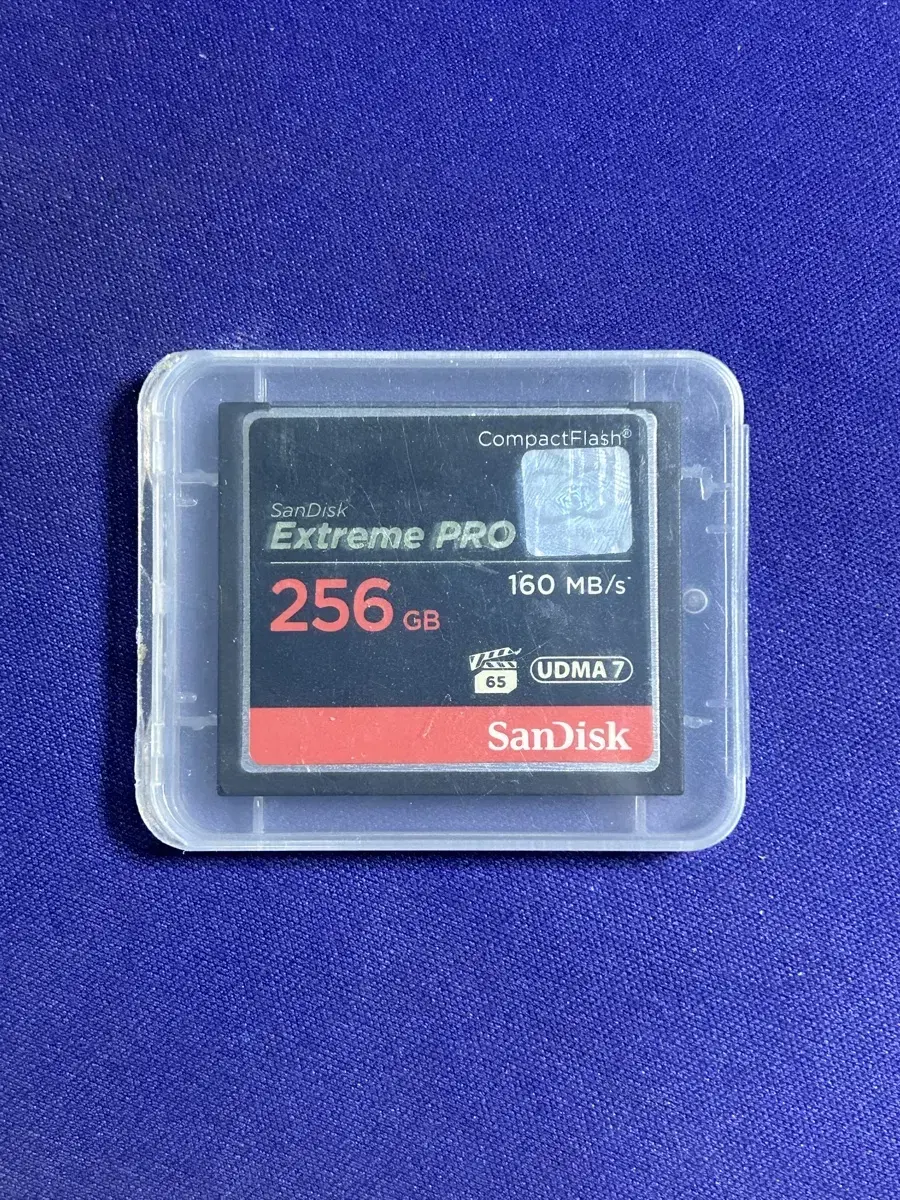 CompactFlash®
SanDisk
Extreme PRO
160 MB/s*
256 GB
65
UDMA 7
SanDisk